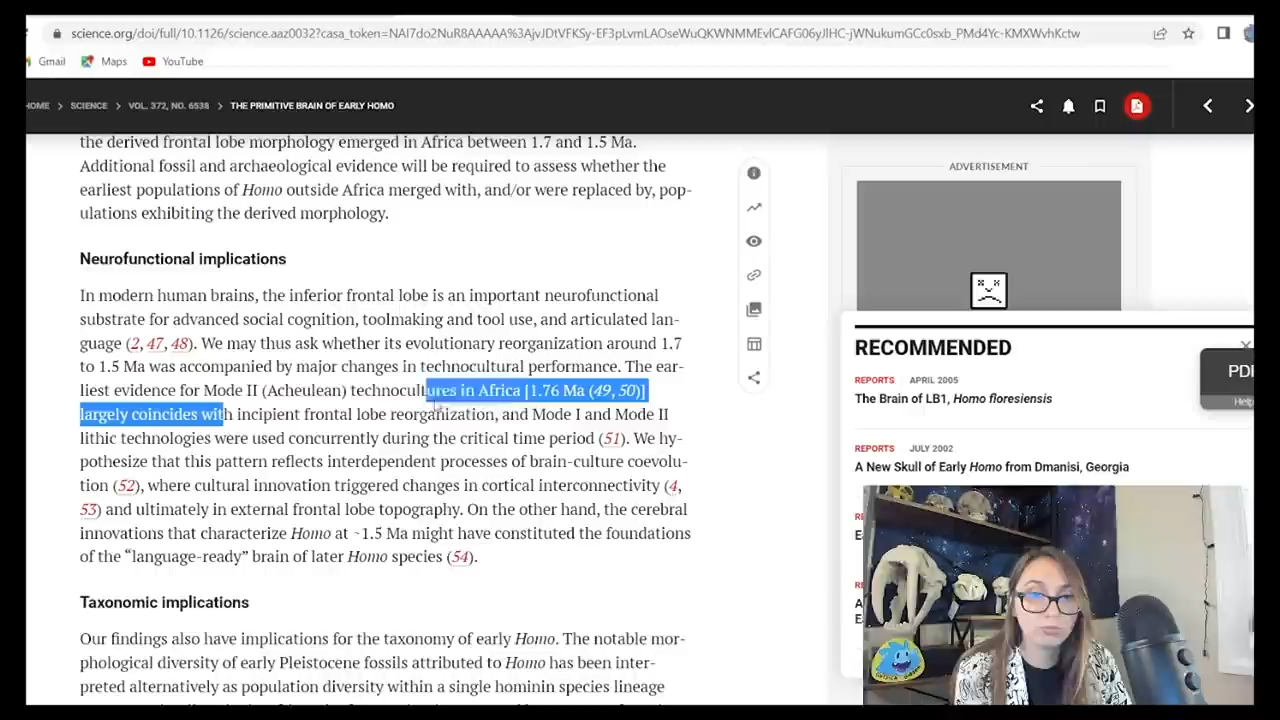 science.org/doi/full/10.1126/science.aaz0032?casa_token=NAI7do2NuR8AAAAA%3AjvJDtVFKSy-EF3pLvmLAOseWuQKWNMMEvlCAFG06yJlHC-jWNukumGCc0sxb_PMd4Yc-KMXWvhKctw
Gmail Maps YouTube
HOME > SCIENCE > VOL. 372, NO. 6538 > THE PRIMITIVE BRAIN OF EARLY HOMO
the derived frontal lobe morphology emerged in Africa between 1.7 and 1.5 Ma.
Additional fossil and archaeological evidence will be required to assess whether the
earliest populations of Homo outside Africa merged with, and/or were replaced by, pop-
ulations exhibiting the derived morphology.
Neurofunctional implications
In modern human brains, the inferior frontal lobe is an important neurofunctional
substrate for advanced social cognition, toolmaking and tool use, and articulated lan-
guage (2, 47, 48). We may thus ask whether its evolutionary reorganization around 1.7
to 1.5 Ma was accompanied by major changes in technocultural performance. The ear-
liest evidence for Mode II (Acheulean) technocultures in Africa [1.76 Ma (49, 50)]
largely coincides with incipient frontal lobe reorganization, and Mode I and Mode II
lithic technologies were used concurrently during the critical time period (51). We hy-
pothesize that this pattern reflects interdependent processes of brain-culture coevolu-
tion (52), where cultural innovation triggered changes in cortical interconnectivity (4,
53) and ultimately in external frontal lobe topography. On the other hand, the cerebral
innovations that characterize Homo at ~1.5 Ma might have constituted the foundations
of the “language-ready” brain of later Homo species (54).
Taxonomic implications
Our findings also have implications for the taxonomy of early Homo. The notable mor-
phological diversity of early Pleistocene fossils attributed to Homo has been inter-
preted alternatively as population diversity within a single hominin species lineage
ADVERTISEMENT
RECOMMENDED
PDF
Help
REPORTS APRIL 2005
The Brain of LB1, Homo floresiensis
REPORTS JULY 2002
A New Skull of Early Homo from Dmanisi, Georgia